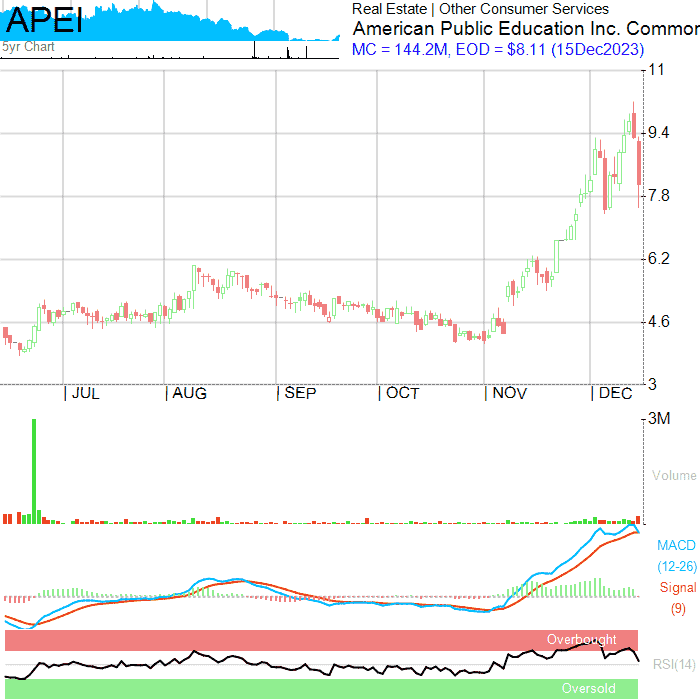 APEI
5yr Chart
Real Estate | Other Consumer Services
American Public Education Inc. Common
MC = 144.2M, EOD = $8.11 (15Dec2023)
11
9.4
7.8
6.2
4.6
3
JUL AUG SEP OCT NOV DEC
3M
Volume
MACD
(12-26)
Signal
(9)
Overbought
RSI(14)
Oversold